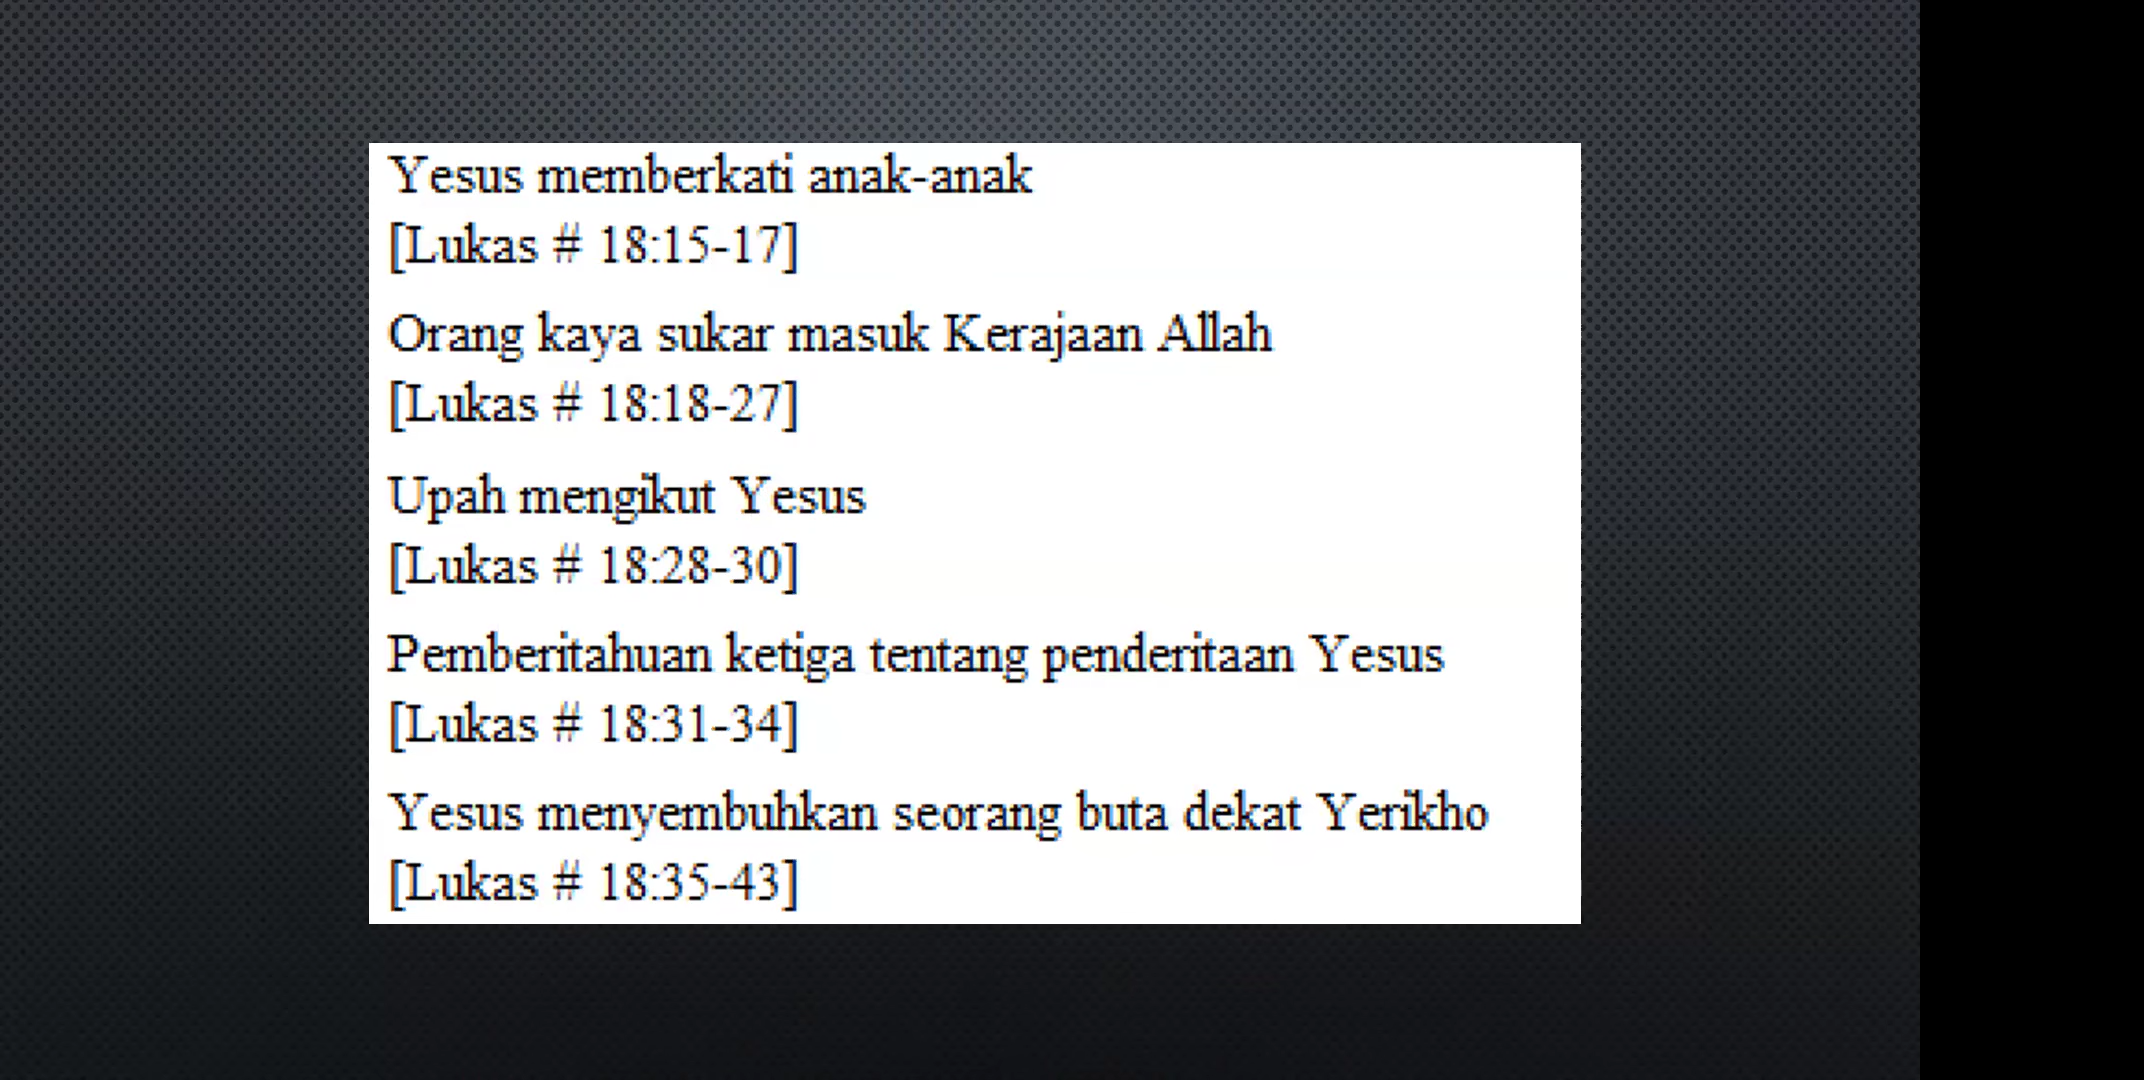 Yesus memberkati anak-anak
[Lukas # 18:15-17]
Orang kaya sukar masuk Kerajaan Allah
[Lukas # 18:18-27]
Upah mengikut Yesus
[Lukas # 18:28-30]
Pemberitahuan ketiga tentang penderitaan Yesus
[Lukas # 18:31-34]
Yesus menyembuhkan seorang buta dekat Yerikho
[Lukas # 18:35-43]